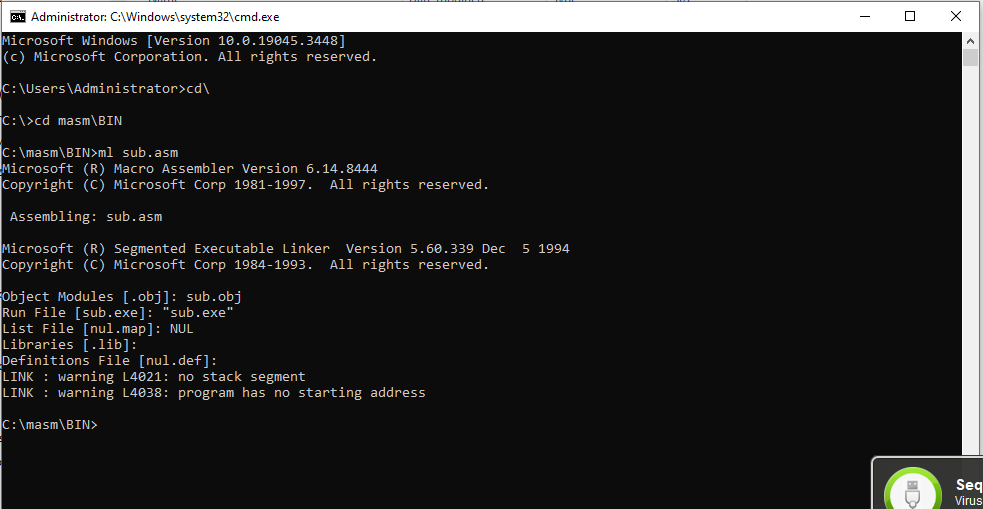 Administrator: C:\Windows\system32\cmd.exe
Microsoft Windows [Version 10.0.19045.3448]
(c) Microsoft Corporation. All rights reserved.
C:\Users\Administrator>cd\
C:\>cd masm\BIN
C:\masm\BIN>ml sub.asm
Microsoft (R) Macro Assembler Version 6.14.8444
Copyright (C) Microsoft Corp 1981-1997.  All rights reserved.
 Assembling: sub.asm
Microsoft (R) Segmented Executable Linker  Version 5.60.339 Dec  5 1994
Copyright (C) Microsoft Corp 1984-1993.  All rights reserved.
Object Modules [.obj]: sub.obj
Run File [sub.exe]: "sub.exe"
List File [nul.map]: NUL
Libraries [.lib]:
Definitions File [nul.def]:
LINK : warning L4021: no stack segment
LINK : warning L4038: program has no starting address
C:\masm\BIN>
Seq
Virus